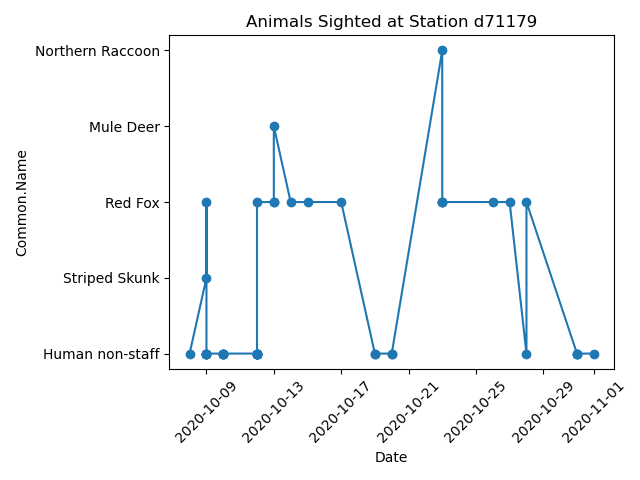 Animals Sighted at Station d71179
Northern Raccoon
Mule Deer
Red Fox
Striped Skunk
Human non-staff
Common.Name
2020-10-09
2020-10-13
2020-10-17
2020-10-21
2020-10-25
2020-10-29
2020-11-01
Date